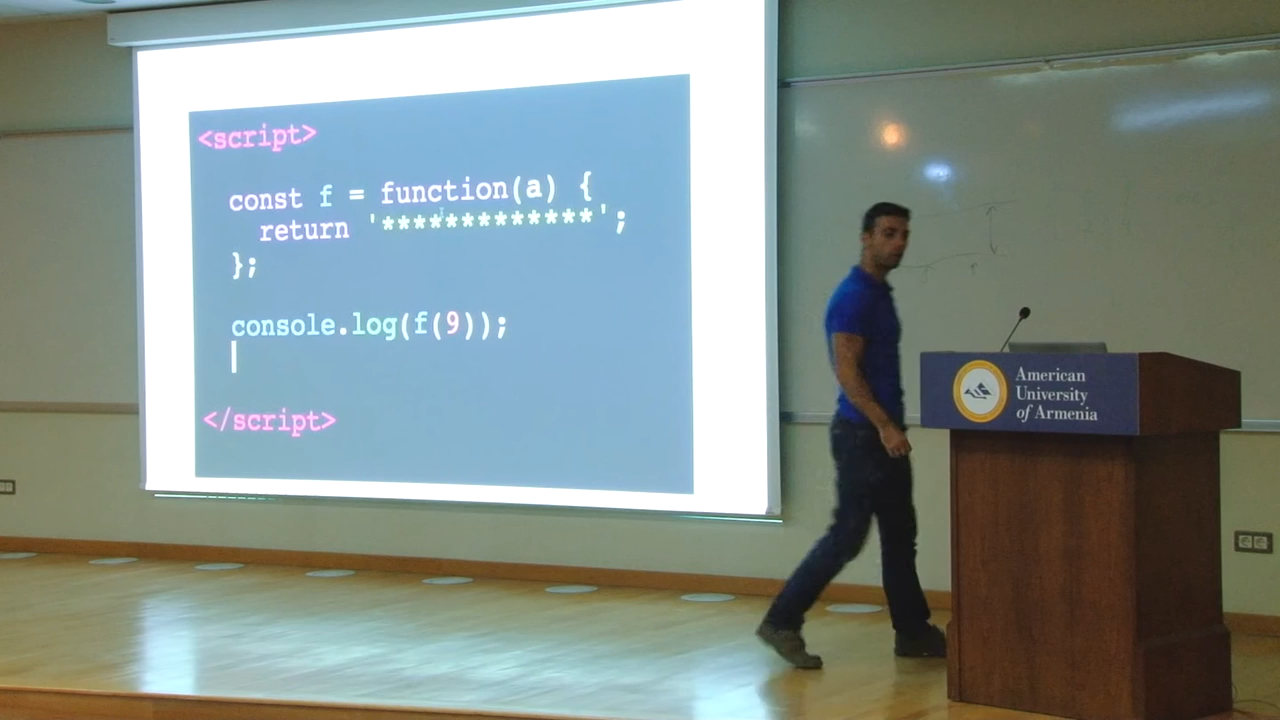 <script>
const f = function(a) {
return '*************';
};
console.log(f(9));
</script>
American
University
of Armenia